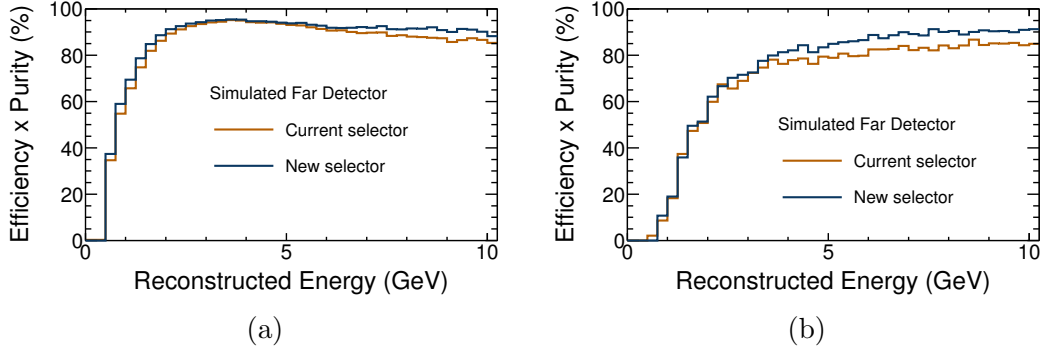 Efficiency x Purity (%)
100
80
60
40
20
0
Simulated Far Detector
Current selector
New selector
0 5 10
Reconstructed Energy (GeV)
(a)
Efficiency x Purity (%)
100
80
60
40
20
0
Simulated Far Detector
Current selector
New selector
0 5 10
Reconstructed Energy (GeV)
(b)